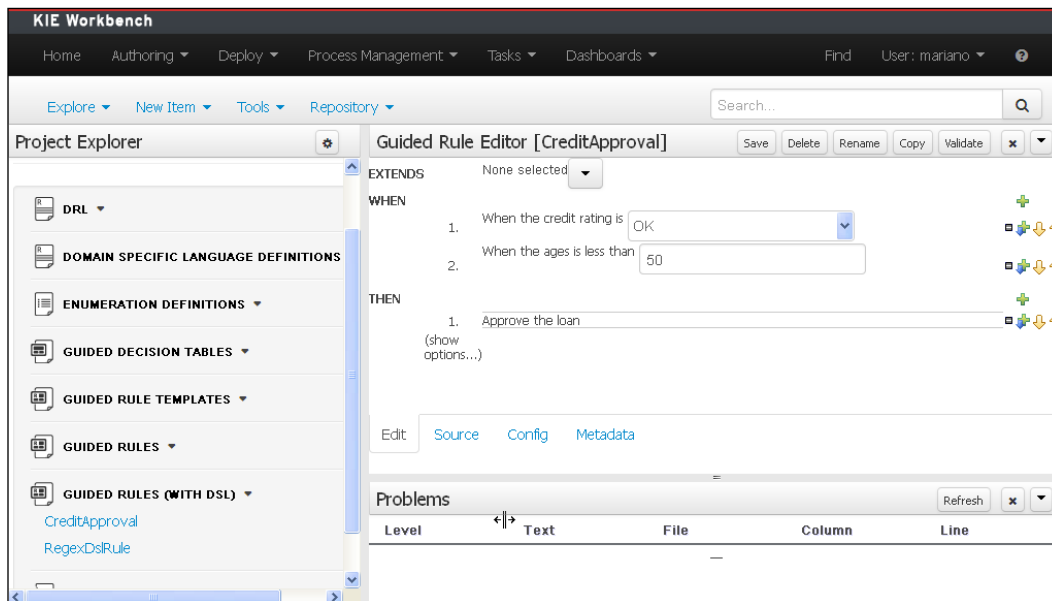 KIE Workbench
Home Authoring Deploy Process Management Tasks Dashboards Find User: mariano ?
Explore New Item Tools Repository Search...
Project Explorer
DRL
DOMAIN SPECIFIC LANGUAGE DEFINITIONS
ENUMERATION DEFINITIONS
GUIDED DECISION TABLES
GUIDED RULE TEMPLATES
GUIDED RULES
GUIDED RULES (WITH DSL)
CreditApproval
RegexDslRule
Guided Rule Editor [CreditApproval] Save Delete Rename Copy Validate
EXTENDS None selected
WHEN
1. When the credit rating is OK
2. When the ages is less than 50
THEN
1. Approve the loan
(show
options...)
Edit Source Config Metadata
Problems Refresh
Level Text File Column Line